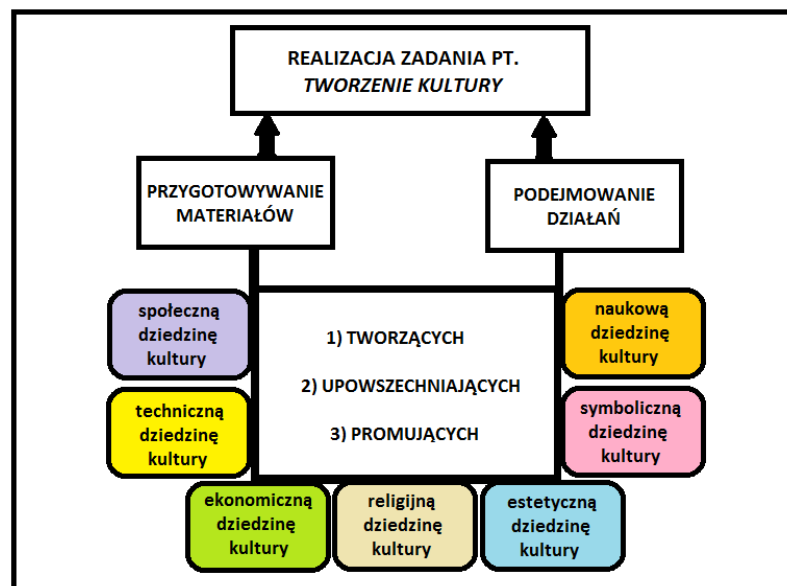 REALIZACJA ZADANIA PT.
TWORZENIE KULTURY
PRZYGOTOWYWANIE
MATERIAŁÓW
PODEJMOWANIE
DZIAŁAŃ
społeczną
dziedzinę
kultury
techniczną
dziedzinę
kultury
1) TWORZĄCYCH
2) UPOWSZECHNIAJĄCYCH
3) PROMUJĄCYCH
naukową
dziedzinę
kultury
symboliczną
dziedzinę
kultury
ekonomiczną
dziedzinę
kultury
religijną
dziedzinę
kultury
estetyczną
dziedzinę
kultury